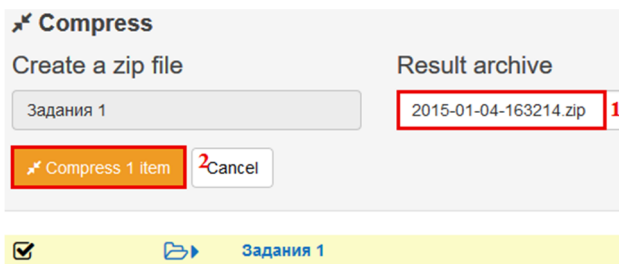 Compress
Create a zip file
Result archive
Задания 1
2015-01-04-163214.zip
1
Compress 1 item
2
Cancel
Задания 1